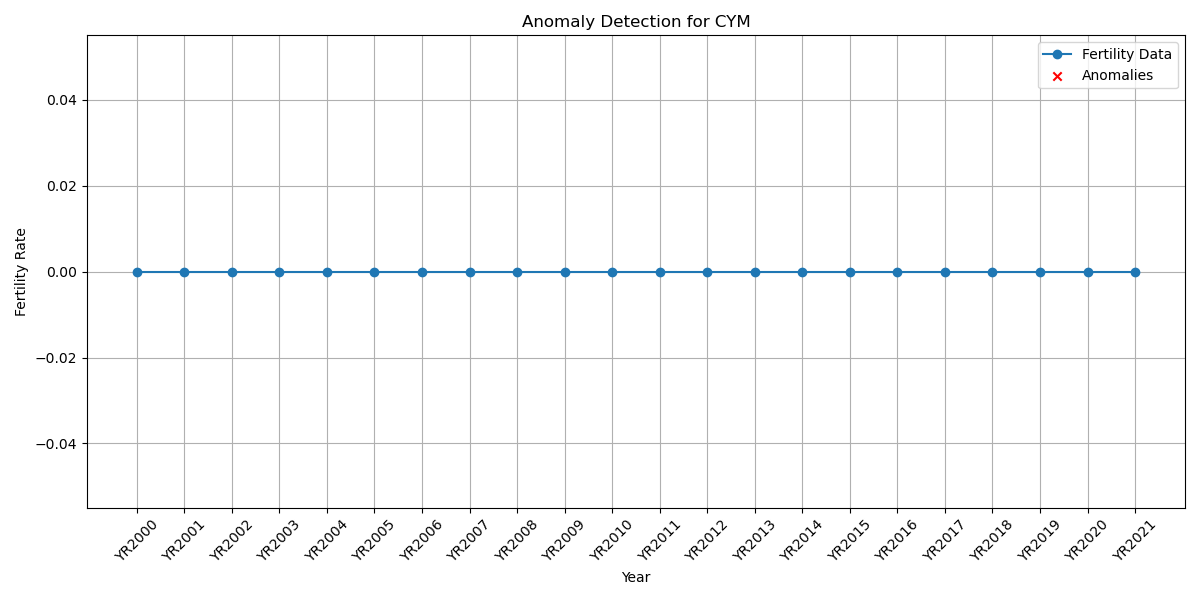 Anomaly Detection for CYM
Fertility Data
Anomalies
Fertility Rate
0.04
0.02
0.00
−0.02
−0.04
YR2000
YR2001
YR2002
YR2003
YR2004
YR2005
YR2006
YR2007
YR2008
YR2009
YR2010
YR2011
YR2012
YR2013
YR2014
YR2015
YR2016
YR2017
YR2018
YR2019
YR2020
YR2021
Year